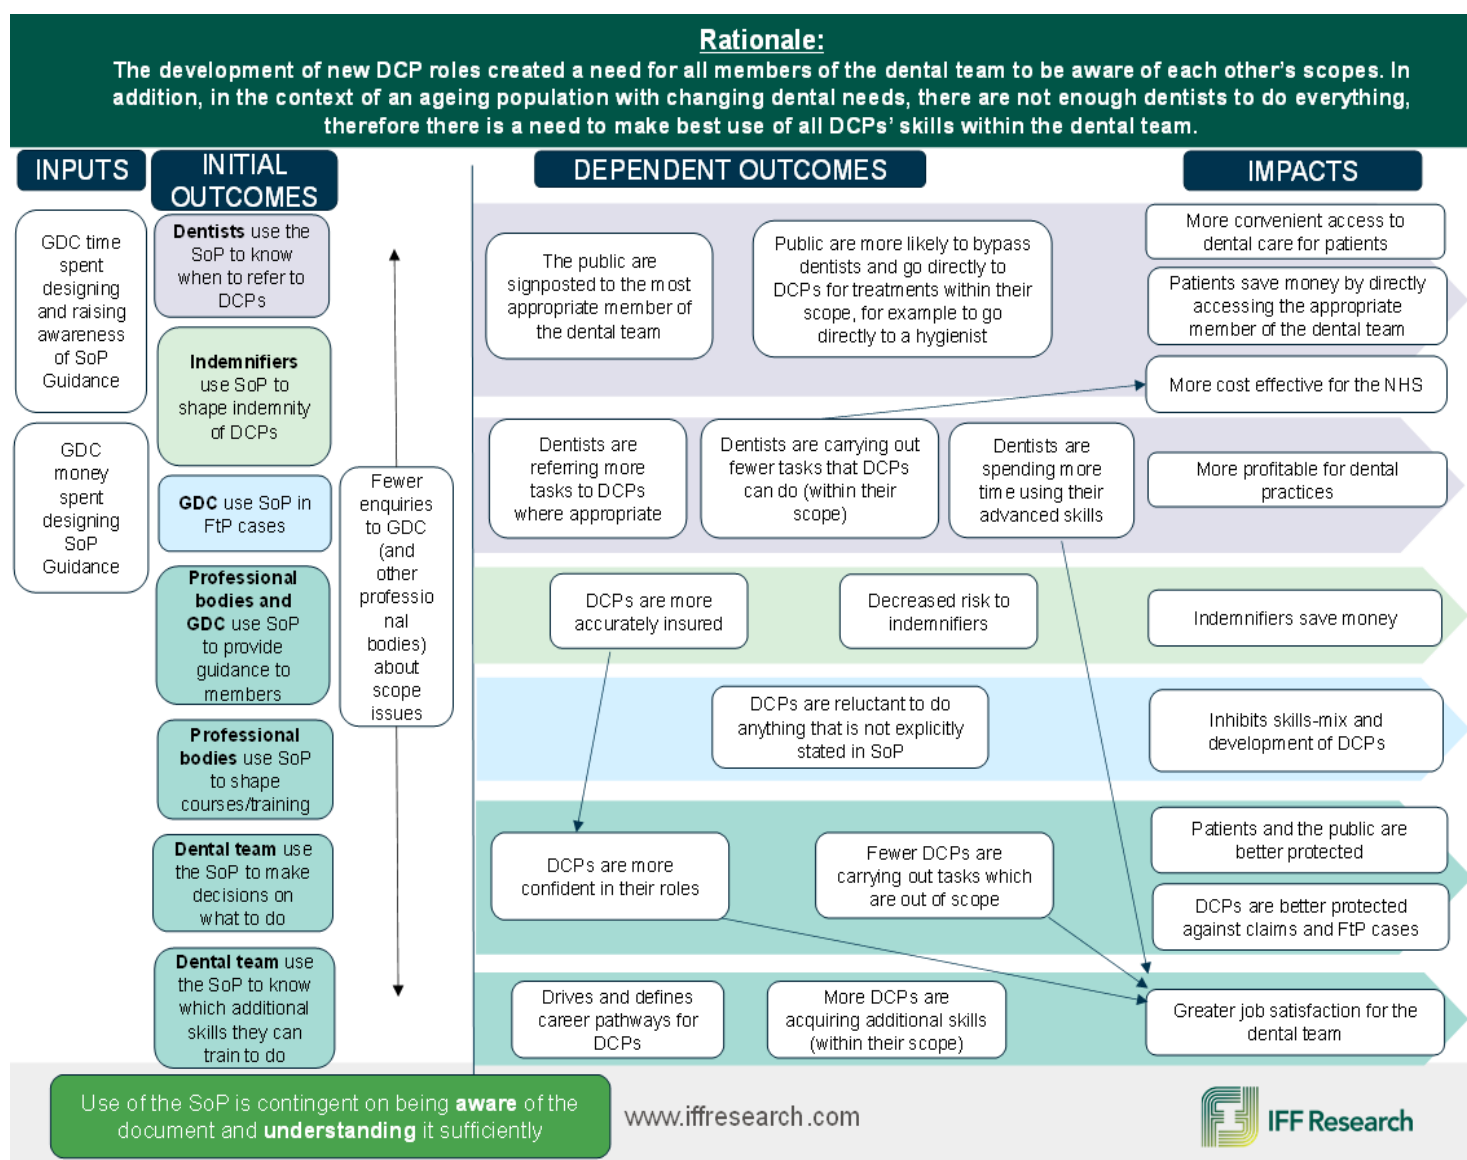 Rationale:
The development of new DCP roles created a need for all members of the dental team to be aware of each other's scopes. In
addition, in the context of an ageing population with changing dental needs, there are not enough dentists to do everything,
therefore there is a need to make best use of all DCPs' skills within the dental team.
INPUTS
GDC time
spent
designing
and raising
awareness
of SoP
Guidance
GDC
money
spent
designing
SoP
Guidance
INITIAL
OUTCOMES
Dentists use the
SoP to know
when to refer to
DCPs
Indemnifiers
use SoP to
shape indemnity
of DCPs
GDC use SoP in
FtP cases
Professional
bodies and
GDC use SoP
to provide
guidance to
members
Professional
bodies use SoP
to shape
courses/training
Dental team use
the SoP to make
decisions on
what to do
Dental team use
the SoP to know
which additional
skills they can
train to do
Fewer
enquiries
to GDC
(and
other
professio
nal
bodies)
about
scope
issues
DEPENDENT OUTCOMES
The public are
signposted to the most
appropriate member of
the dental team
Public are more likely to bypass
dentists and go directly to
DCPs for treatments within their
scope, for example to go
directly to a hygienist
Dentists are
referring more
tasks to DCPs
where appropriate
Dentists are carrying out
fewer tasks that DCPs
can do (within their
scope)
Dentists are
spending more
time using their
advanced skills
DCPs are more
accurately insured
Decreased risk to
indemnifiers
DCPs are reluctant to do
anything that is not explicitly
stated in SoP
DCPs are more
confident in their roles
Fewer DCPs are
carrying out tasks which
are out of scope
Drives and defines
career pathways for
DCPs
More DCPs are
acquiring additional skills
(within their scope)
IMPACTS
More convenient access to
dental care for patients
Patients save money by directly
accessing the appropriate
member of the dental team
More cost effective for the NHS
More profitable for dental
practices
Indemnifiers save money
Inhibits skills-mix and
development of DCPs
Patients and the public are
better protected
DCPs are better protected
against claims and FtP cases
Greater job satisfaction for the
dental team
Use of the SoP is contingent on being aware of the
document and understanding it sufficiently
www.iffresearch.com
IFF Research